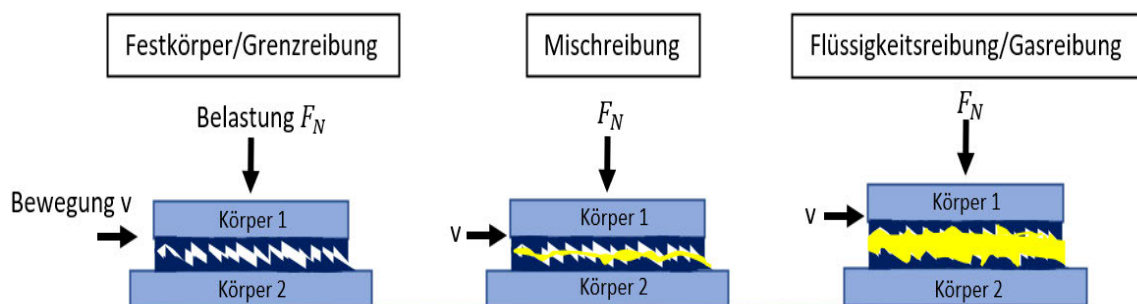 Festkörper/Grenzreibung
Mischreibung
Flüssigkeitsreibung/Gasreibung
Belastung F_N
F_N
F_N
Bewegung v
v
v
Körper 1
Körper 1
Körper 1
Körper 2
Körper 2
Körper 2